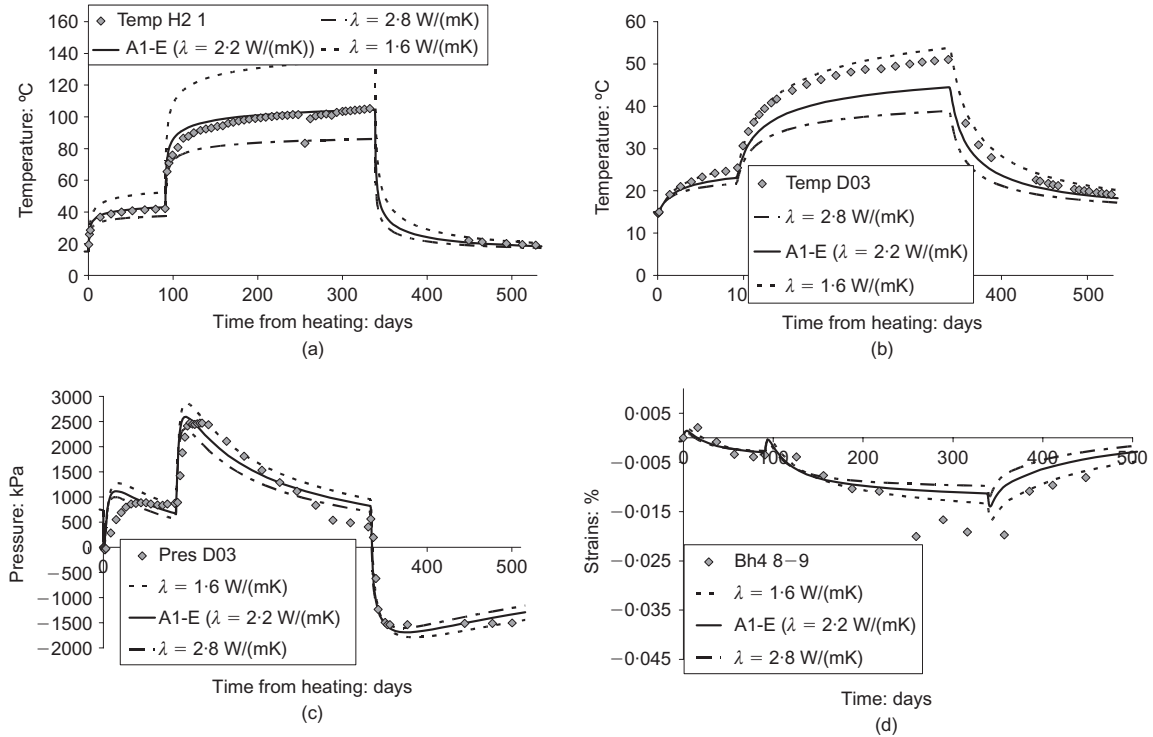 160
140
120
100
80
60
40
20
0
Temperature: ºC
Temp H2 1
A1-E (λ = 2·2 W/(mK))
λ = 2·8 W/(mK)
λ = 1·6 W/(mK)
0 100 200 300 400 500
Time from heating: days
(a)
60
50
40
30
20
10
0
Temperature: ºC
Temp D03
λ = 2·8 W/(mK)
A1-E (λ = 2·2 W/(mK)
λ = 1·6 W/(mK)
0 10 400 500
Time from heating: days
(b)
3000
2500
2000
1500
1000
500
0
−500
−1000
−1500
−2000
Pressure: kPa
0 400 500
Pres D03
λ = 1·6 W/(mK)
A1-E (λ = 2·2 W/(mK)
λ = 2·8 W/(mK)
Time from heating: days
(c)
0·005
−0·005
−0·015
−0·025
−0·035
−0·045
Strains: %
0 100 200 300 400 500
Bh4 8−9
λ = 1·6 W/(mK)
A1-E (λ = 2·2 W/(mK)
λ = 2·8 W/(mK)
Time: days
(d)